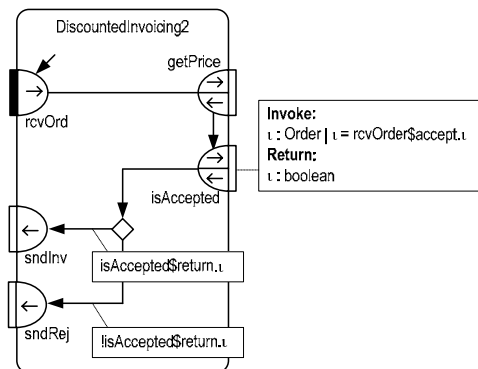 DiscountedInvoicing2
getPrice
rcvOrd
Invoke:
ι : Order | ι = rcvOrder$accept.ι
Return:
ι : boolean
isAccepted
sndInv
isAccepted$return.ι
sndRej
!isAccepted$return.ι